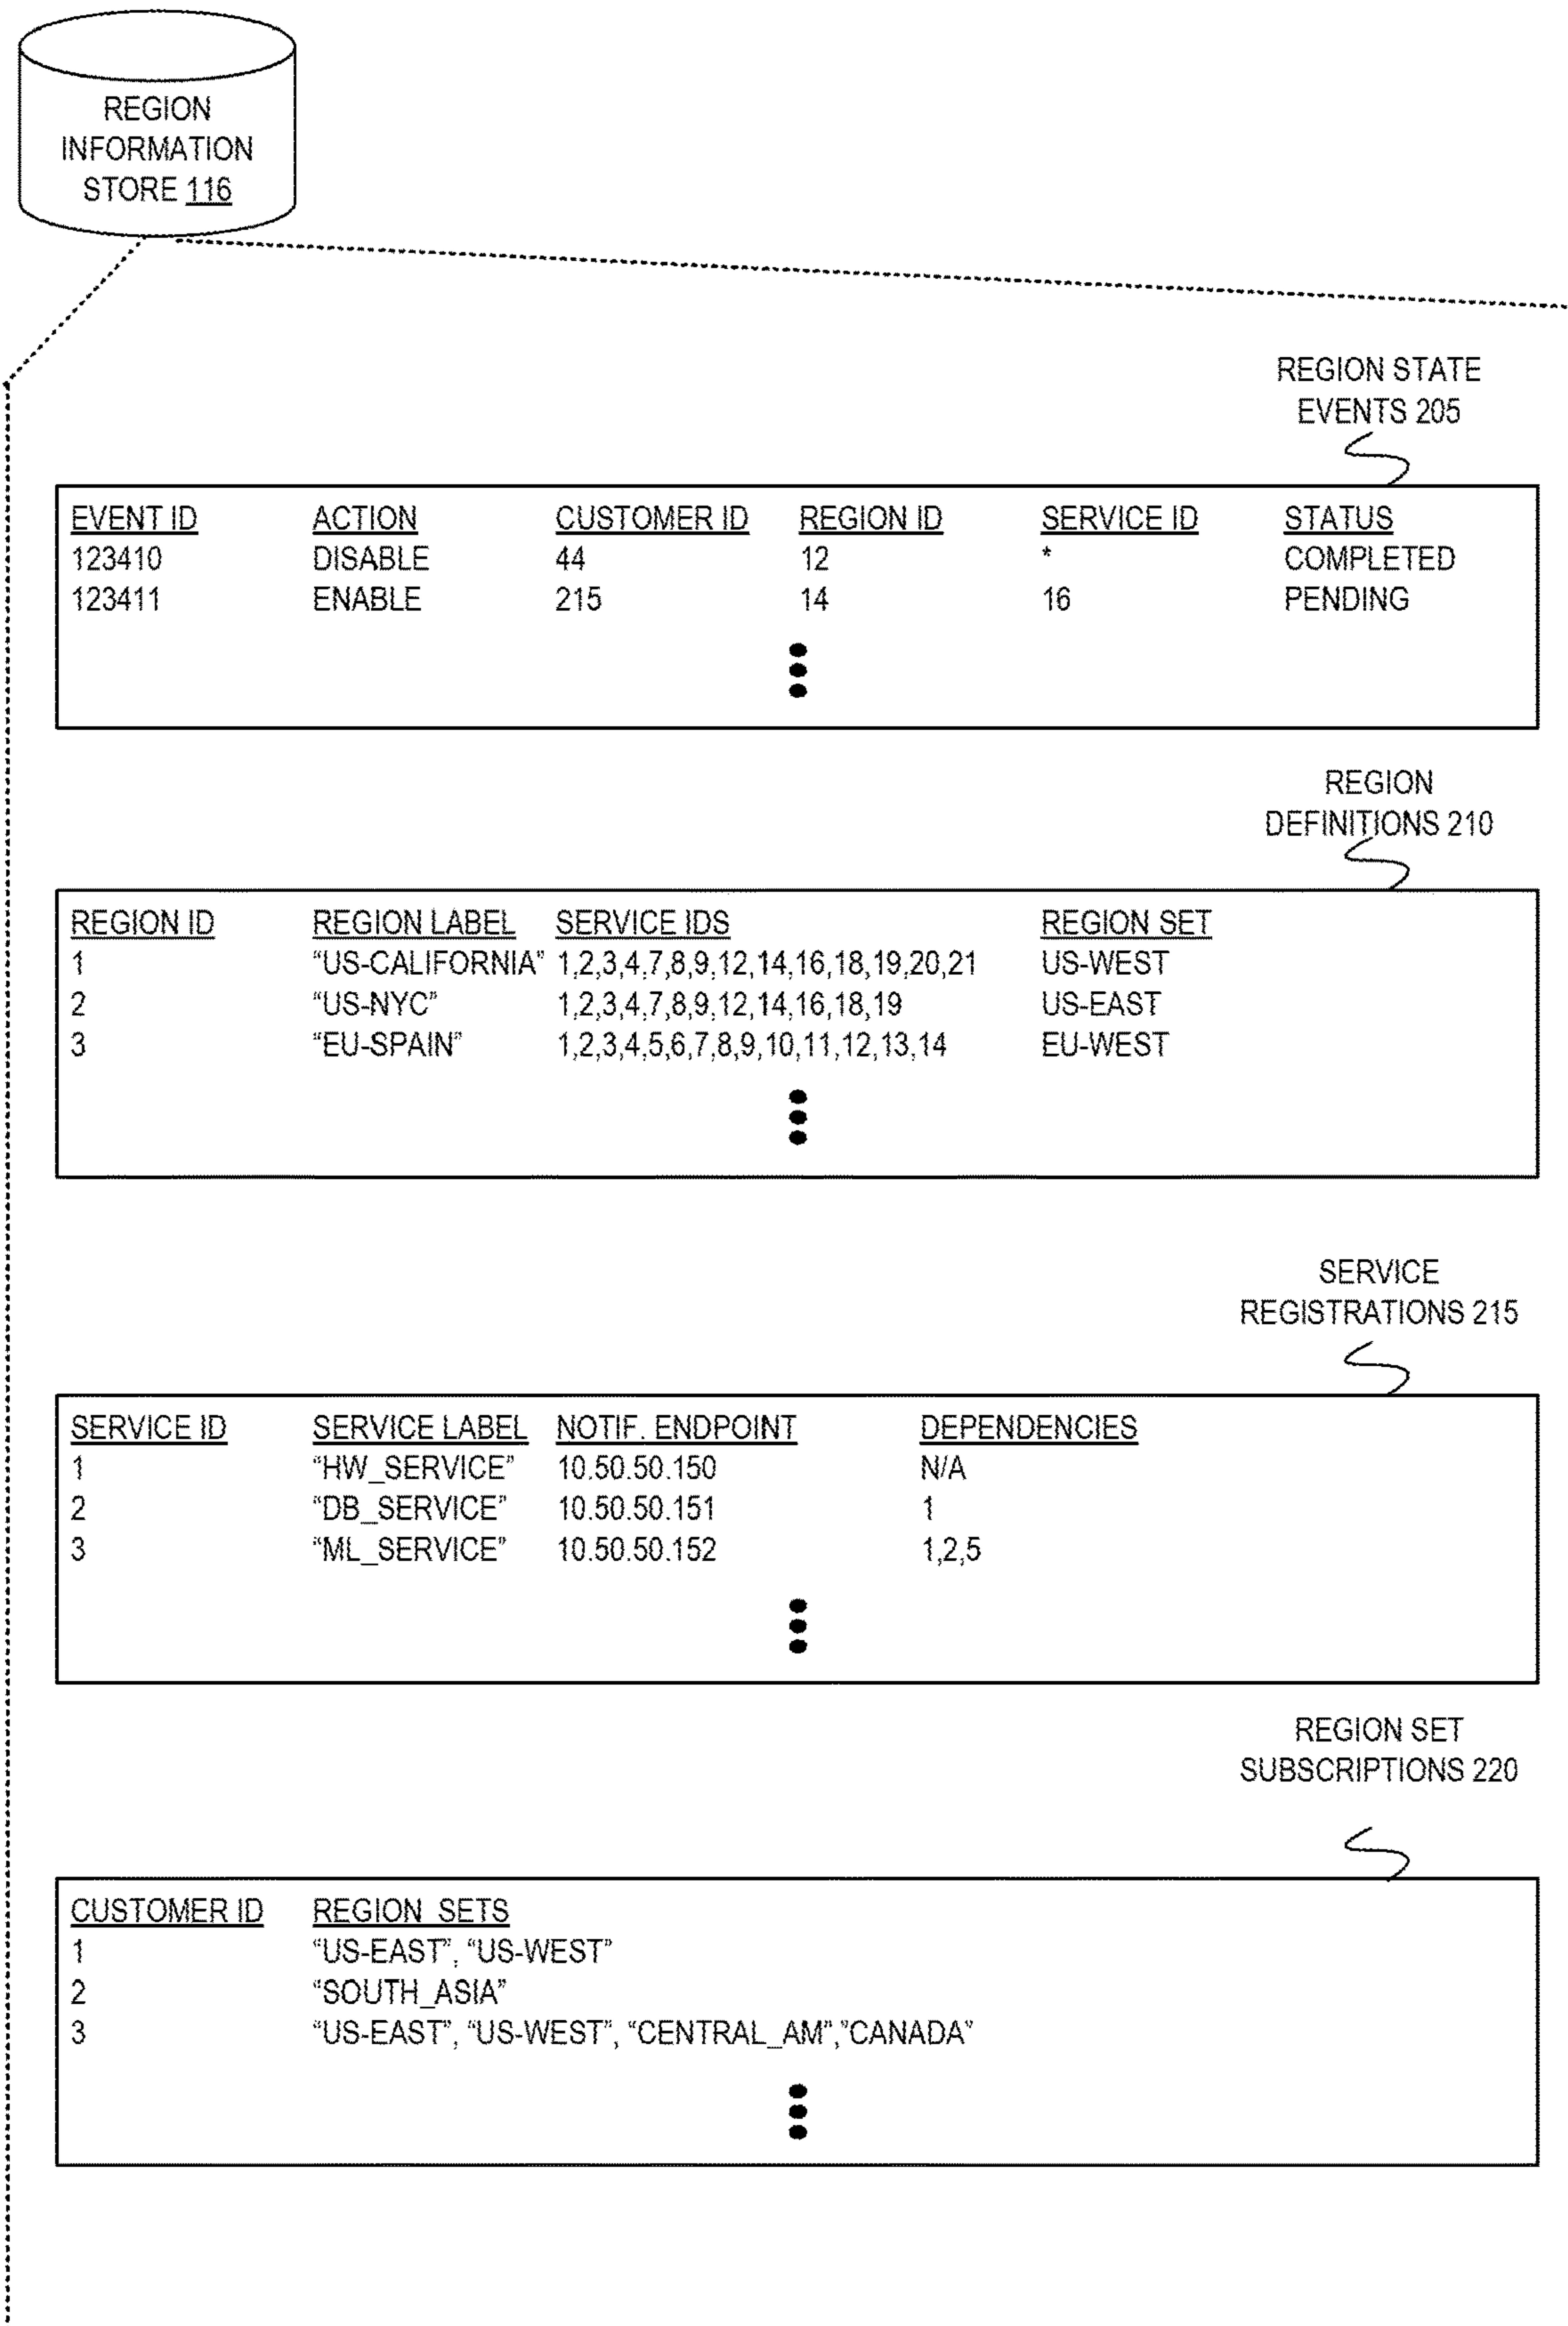 REGION
INFORMATION
STORE 116
REGION STATE
EVENTS 205
EVENT ID ACTION CUSTOMER ID REGION ID SERVICE ID STATUS
123410 DISABLE 44 12 * COMPLETED
123411 ENABLE 215 14 16 PENDING
REGION
DEFINITIONS 210
REGION ID REGION LABEL SERVICE IDS REGION SET
1 “US-CALIFORNIA” 1,2,3,4,7,8,9,12,14,16,18,19,20,21 US-WEST
2 “US-NYC” 1,2,3,4,7,8,9,12,14,16,18,19 US-EAST
3 “EU-SPAIN” 1,2,3,4,5,6,7,8,9,10,11,12,13,14 EU-WEST
SERVICE
REGISTRATIONS 215
SERVICE ID SERVICE LABEL NOTIF. ENDPOINT DEPENDENCIES
1 “HW_SERVICE” 10.50.50.150 N/A
2 “DB_SERVICE” 10.50.50.151 1
3 “ML_SERVICE” 10.50.50.152 1,2,5
REGION SET
SUBSCRIPTIONS 220
CUSTOMER ID REGION_SETS
1 “US-EAST”, “US-WEST”
2 “SOUTH_ASIA”
3 “US-EAST”, “US-WEST”, “CENTRAL_AM”,”CANADA”